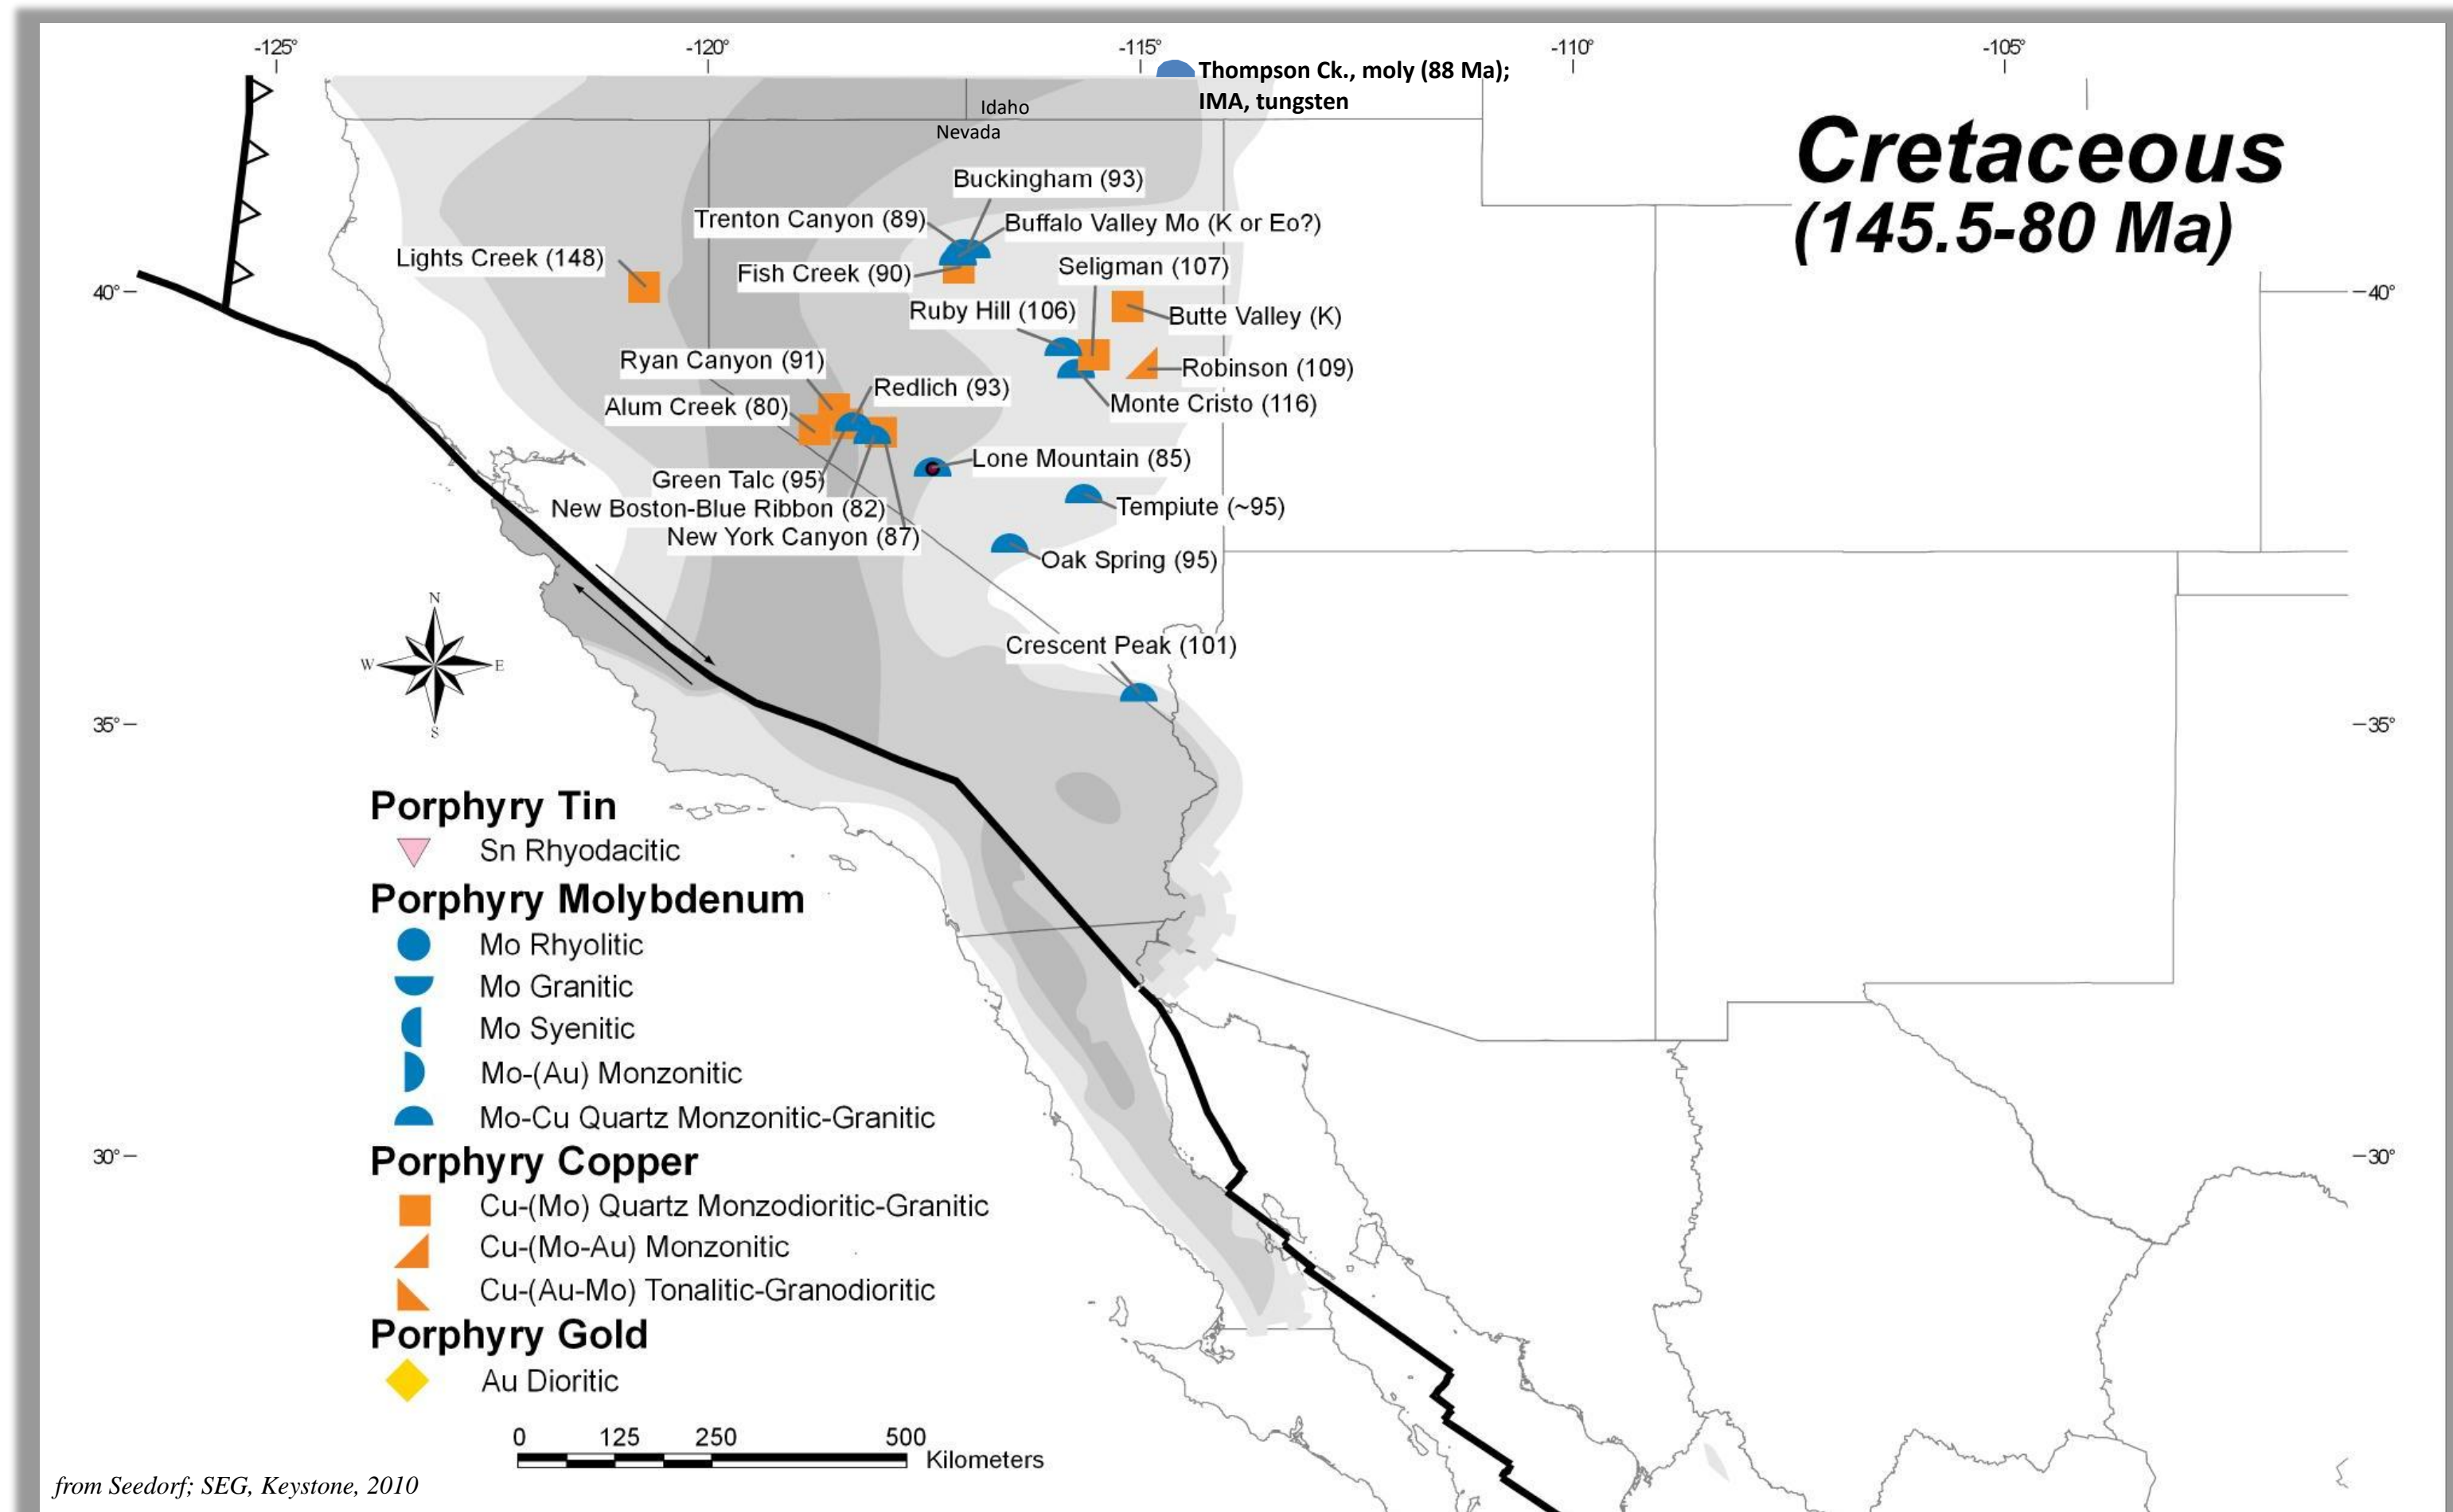 -125°
-120°
-115°
-110°
-105°
Thompson Ck., moly (88 Ma);
IMA, tungsten
Idaho
Nevada
Cretaceous
(145.5-80 Ma)
Buckingham (93)
Trenton Canyon (89)
Buffalo Valley Mo (K or Eo?)
Lights Creek (148)
Fish Creek (90)
Seligman (107)
40°
40°
Ruby Hill (106)
Butte Valley (K)
Ryan Canyon (91)
Robinson (109)
Redlich (93)
Alum Creek (80)
Monte Cristo (116)
Lone Mountain (85)
Green Talc (95)
New Boston-Blue Ribbon (82)
Tempiute (~95)
New York Canyon (87)
Oak Spring (95)
N
W
E
S
Crescent Peak (101)
35°
35°
Porphyry Tin
Sn Rhyodacitic
Porphyry Molybdenum
Mo Rhyolitic
Mo Granitic
Mo Syenitic
Mo-(Au) Monzonitic
Mo-Cu Quartz Monzonitic-Granitic
30°
30°
Porphyry Copper
Cu-(Mo) Quartz Monzodioritic-Granitic
Cu-(Mo-Au) Monzonitic
Cu-(Au-Mo) Tonalitic-Granodioritic
Porphyry Gold
Au Dioritic
0 125 250 500
Kilometers
from Seedorf; SEG, Keystone, 2010